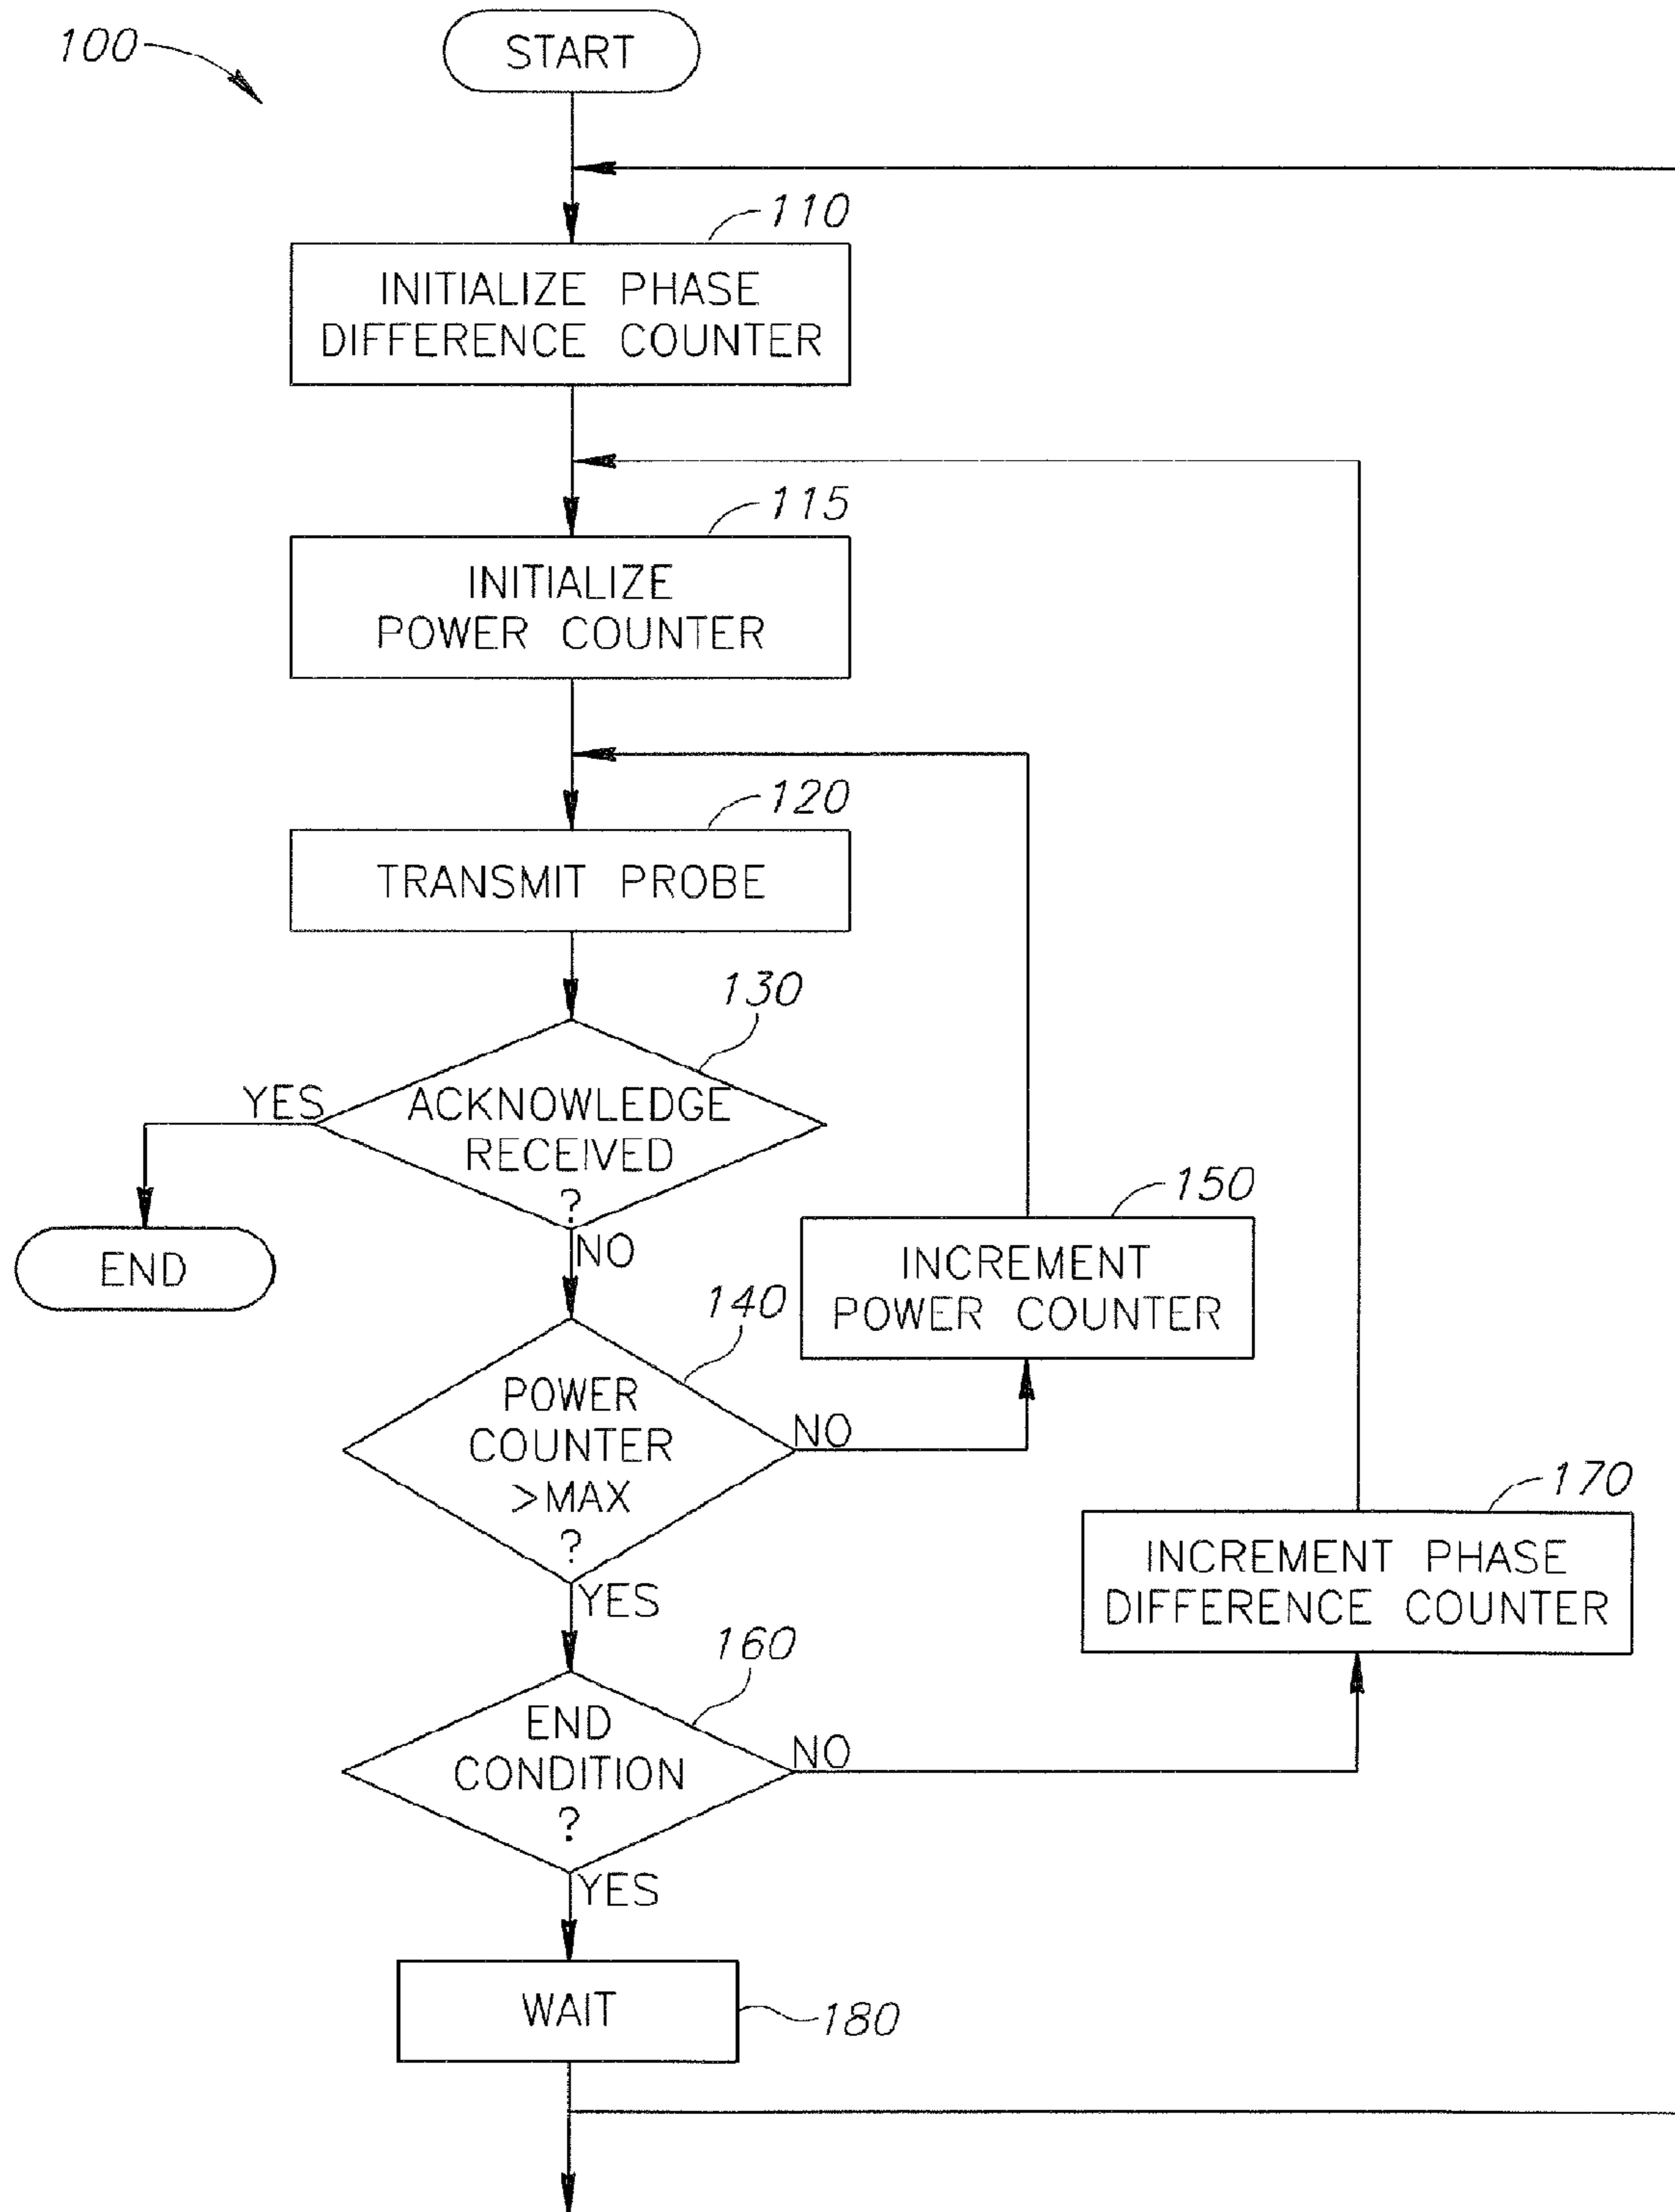 100
START
110
INITIALIZE PHASE
DIFFERENCE COUNTER
115
INITIALIZE
POWER COUNTER
120
TRANSMIT PROBE
130
YES
ACKNOWLEDGE
RECEIVED
?
END
NO
150
INCREMENT
POWER COUNTER
140
POWER
COUNTER
>MAX
?
NO
170
INCREMENT PHASE
DIFFERENCE COUNTER
YES
160
END
CONDITION
?
NO
YES
WAIT
180